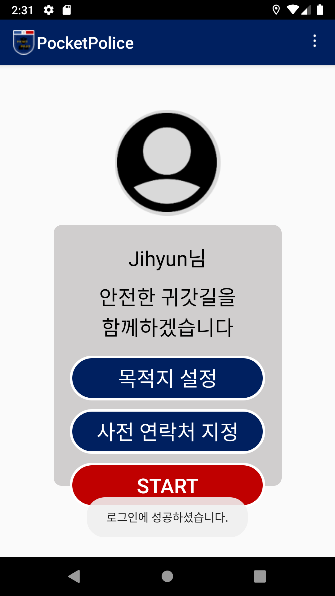 2:31
PocketPolice
Jihyun님
안전한 귀갓길을
함께하겠습니다
목적지 설정
사전 연락처 지정
START
로그인에 성공하셨습니다.